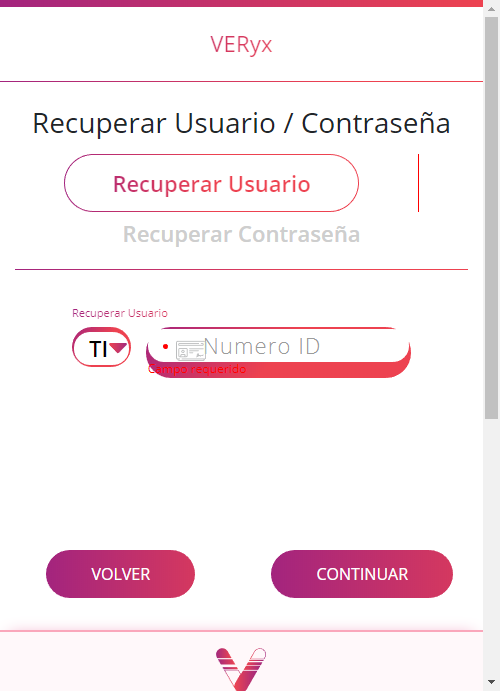 VERyx
Recuperar Usuario / Contraseña
Recuperar Usuario
Recuperar Contraseña
Recuperar Usuario
TI
Numero ID
Campo requerido
VOLVER
CONTINUAR